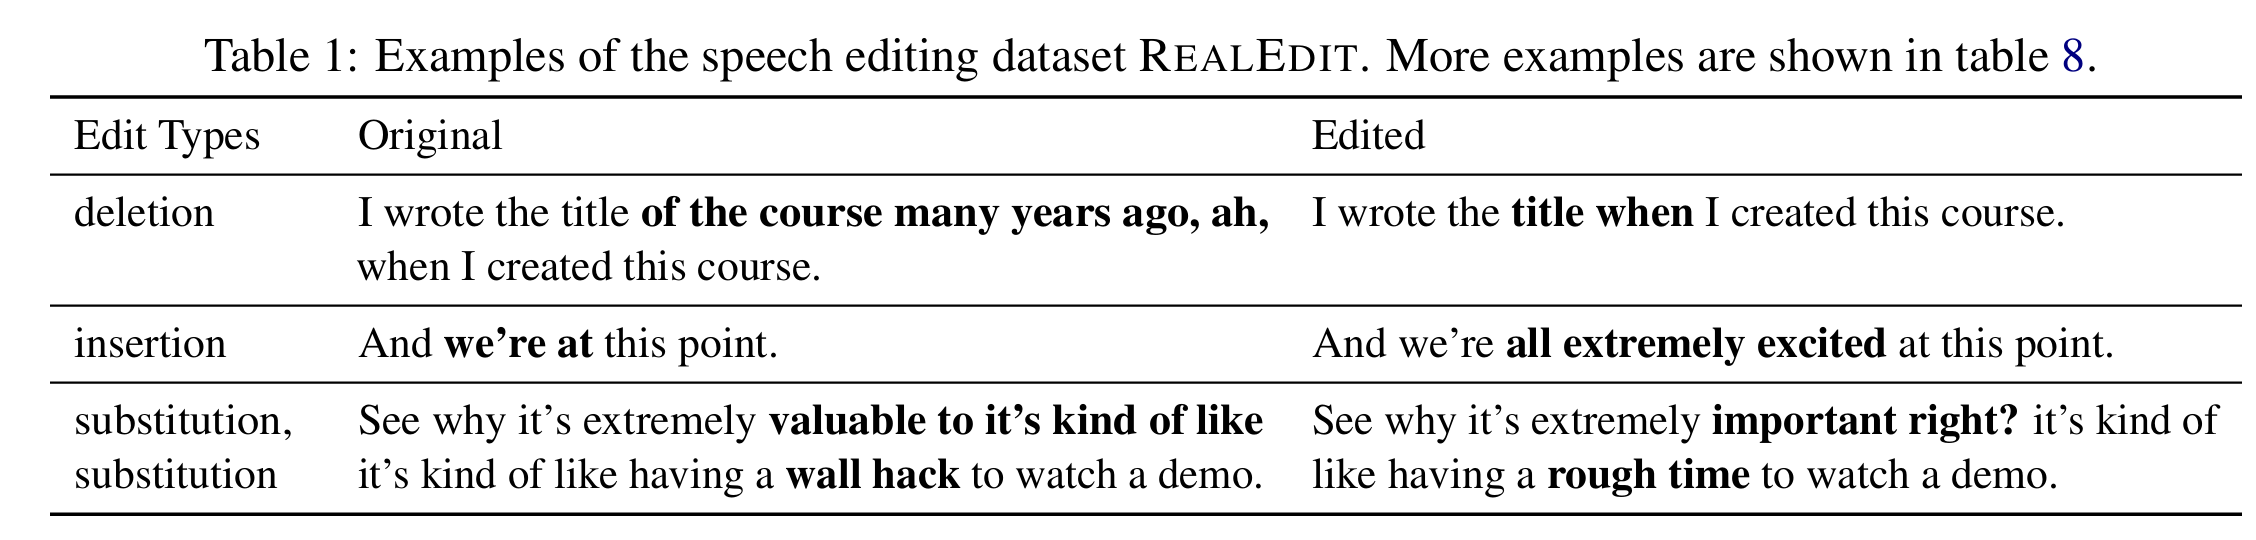 Table 1: Examples of the speech editing dataset REALEDIT. More examples are shown in table 8.
Edit Types Original Edited
deletion I wrote the title of the course many years ago, ah, I wrote the title when I created this course.
when I created this course.
insertion And we’re at this point. And we’re all extremely excited at this point.
substitution, See why it’s extremely valuable to it’s kind of like See why it’s extremely important right? it’s kind of
substitution it’s kind of like having a wall hack to watch a demo. like having a rough time to watch a demo.